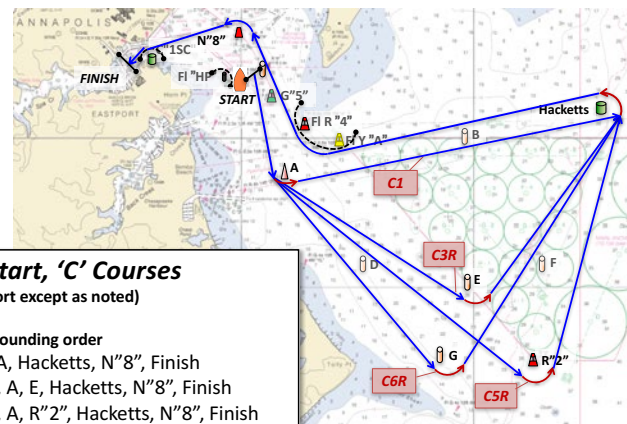 ANNAPOLIS
"1SC
N"8"
FINISH
Fl "HP
START
G"5"
EASTPORT
Fl R "4"
Fl Y "A"
Hacketts
B
A
C1
C3R
D
E
F
G
R"2"
C6R
C5R
tart, 'C' Courses
ort except as noted)
ounding order
A, Hacketts, N"8", Finish
, A, E, Hacketts, N"8", Finish
, A, R"2", Hacketts, N"8", Finish